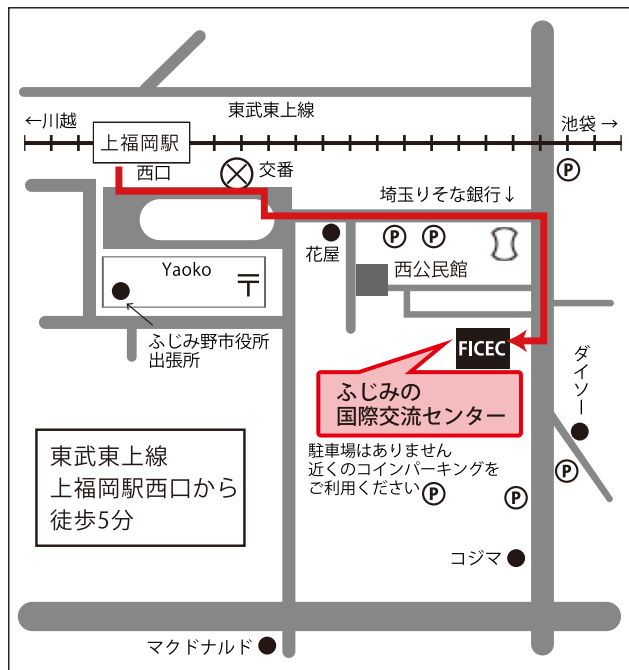 東武東上線
←川越
池袋→
上福岡駅
西口
交番
埼玉りそな銀行↓
花屋
P
P
P
西公民館
Yaoko
〒
ふじみ野市役所
出張所
FICEC
ダイソー
ふじみの
国際交流センター
駐車場はありません
近くのコインパーキングを
ご利用ください
P
P
P
東武東上線
上福岡駅西口から
徒歩5分
コジマ
マクドナルド